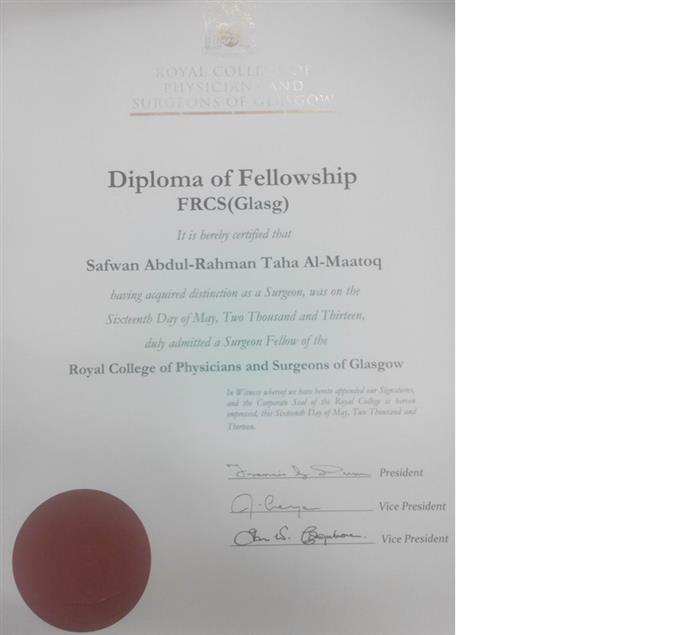 ROYAL COLLEGE OF
PHYSICIANS AND
SURGEONS OF GLASGOW
Diploma of Fellowship
FRCS(Glasg)
It is hereby certified that
Safwan Abdul-Rahman Taha Al-Maatoq
having acquired distinction as a Surgeon, was on the
Sixteenth Day of May, Two Thousand and Thirteen,
duly admitted a Surgeon Fellow of the
Royal College of Physicians and Surgeons of Glasgow
In Witness whereof we have hereto appended our Signatures,
and the Corporate Seal of the Royal College is hereon
impressed, this Sixteenth Day of May, Two Thousand and
Thirteen.
President
Vice President
Vice President